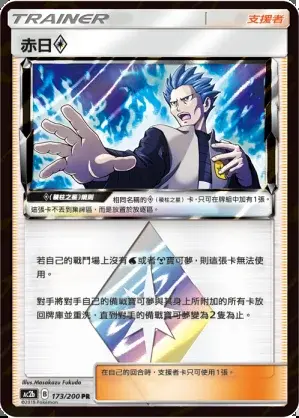 TRAINER
支援者
赤日◇
◇(稜柱之星)規則
相同名稱的◇(稜柱之星)卡,只可在牌組中加有1張。
這張卡不丟到棄牌區,而是放置於放逐區。
若自己的戰鬥場上沒有水或者惡寶可夢,則這張卡無法使用。
對手將對手自己的備戰寶可夢與其身上所附加的所有卡放
回牌庫並重洗,直到對手的備戰寶可夢變為2隻為止。
Illus. Masakazu Fukuda
在自己的回合時,支援者卡只可使用1張。
AC2b
173/200 PR
©2018 Pokémon